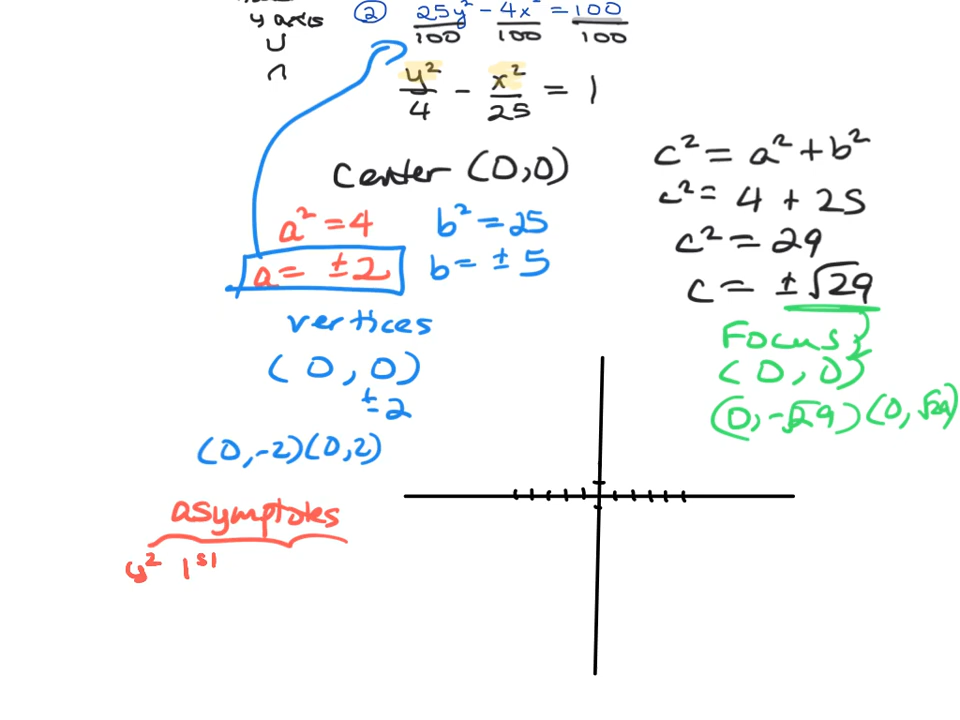 y axis
∪
∩
② 25y²/100 - 4x²/100 = 100/100
y²/4 - x²/25 = 1
center (0,0)
a² = 4 b² = 25
a = ±2 b = ±5
vertices
(0, 0)
±2
(0,-2)(0,2)
asymptotes
y² 1st
c² = a² + b²
c² = 4 + 25
c² = 29
c = ±√29
Focus
(0, 0)
(0, -√29)(0, √29)